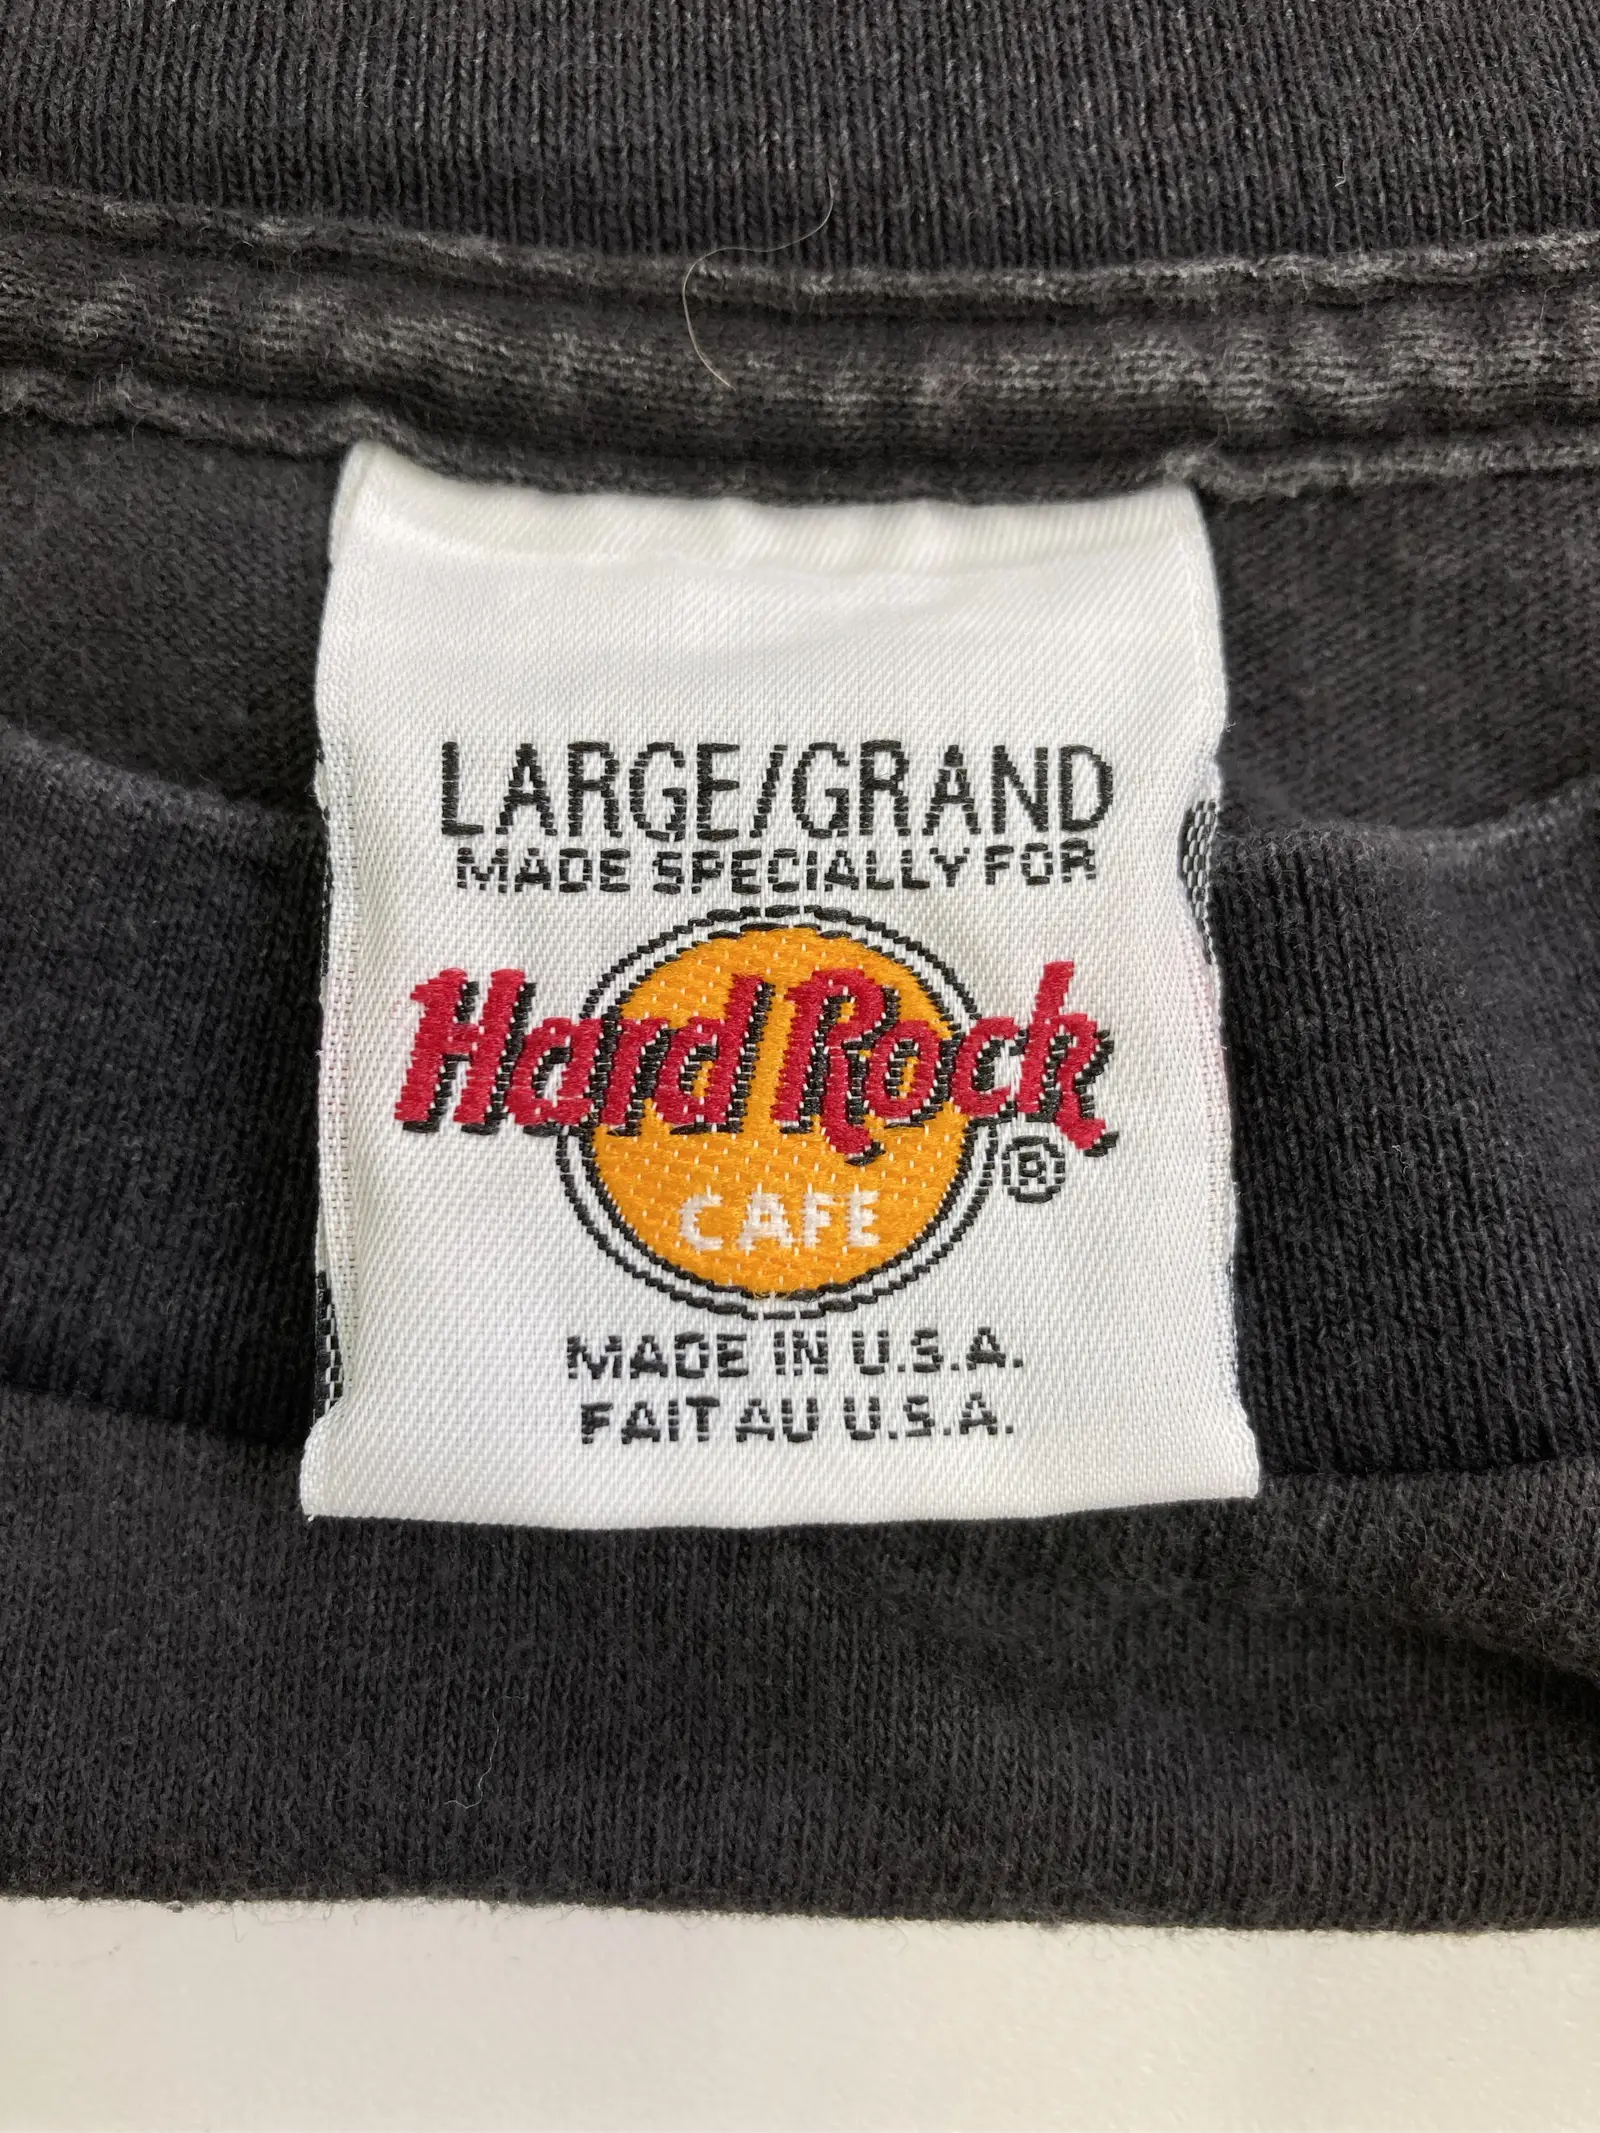 LARGE/GRAND
MADE SPECIALLY FOR
Hard Rock
®
CAFE
MADE IN U.S.A.
FAIT AU U.S.A.